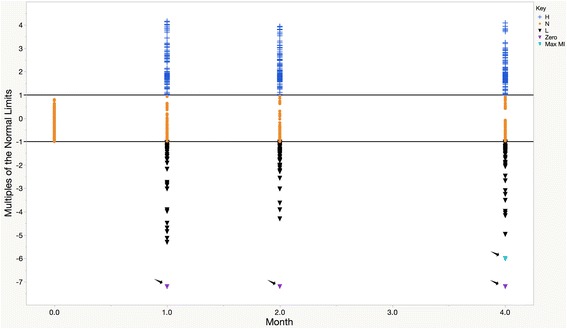 Key
H
N
L
Zero
Max MI
Multiples of the Normal Limits
4
3
2
1
0
-1
-2
-3
-4
-5
-6
-7
0.0 1.0 2.0 3.0 4.0
Month